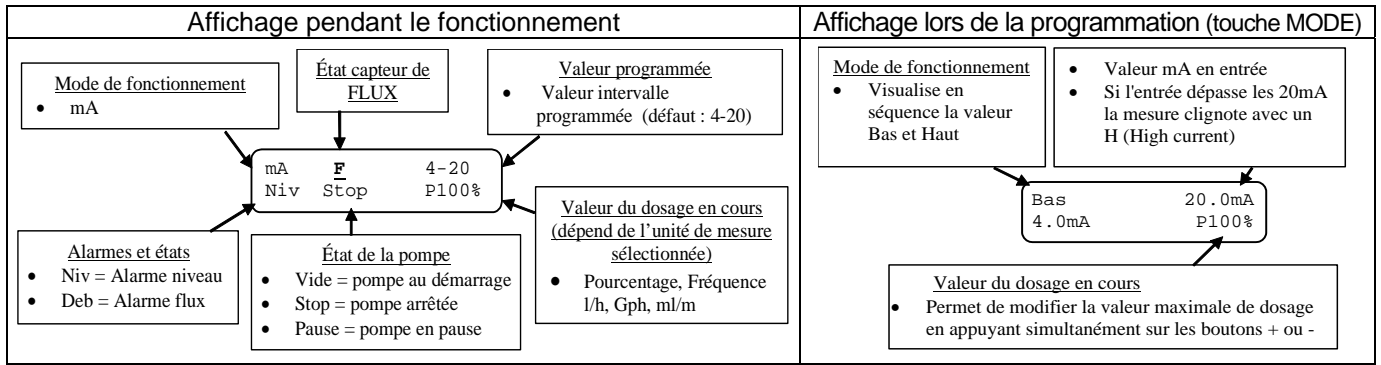 Affichage pendant le fonctionnement
Mode de fonctionnement
• mA
État capteur de
FLUX
Valeur programmée
• Valeur intervalle
programmée (défaut : 4-20)
mA F 4-20
Niv Stop P100%
Alarmes et états
• Niv = Alarme niveau
• Deb = Alarme flux
État de la pompe
• Vide = pompe au démarrage
• Stop = pompe arrêtée
• Pause = pompe en pause
Valeur du dosage en cours
(dépend de l’unité de mesure
sélectionnée)
• Pourcentage, Fréquence
l/h, Gph, ml/m
Affichage lors de la programmation (touche MODE)
Mode de fonctionnement
• Visualise en
séquence la valeur
Bas et Haut
• Valeur mA en entrée
• Si l'entrée dépasse les 20mA
la mesure clignote avec un
H (High current)
Bas 20.0mA
4.0mA P100%
Valeur du dosage en cours
• Permet de modifier la valeur maximale de dosage
en appuyant simultanément sur les boutons + ou -